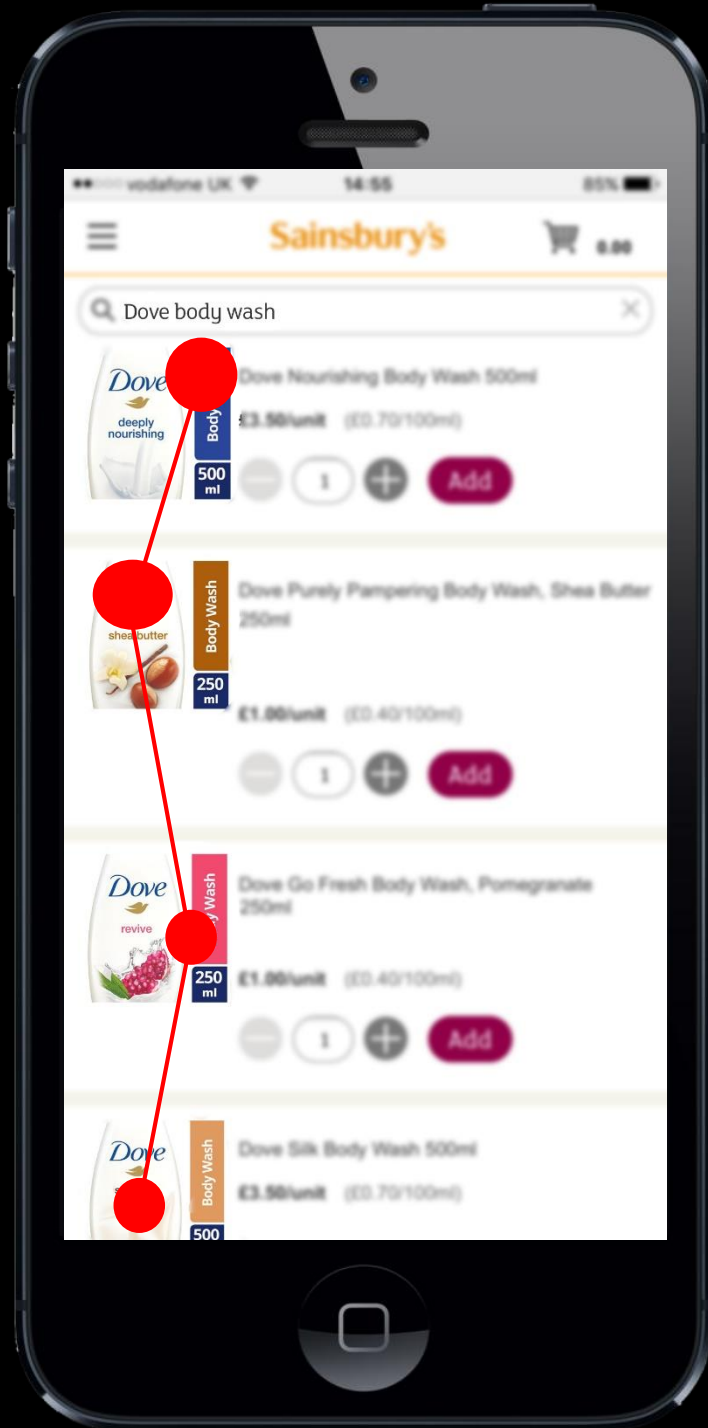 vodafone UK 14:55 85%
Sainsbury's 0.00
Dove body wash
Dove
deeply
nourishing
Body
500
ml
Dove Nourishing Body Wash 500ml
£3.50/unit (£0.70/100ml)
1 Add
shea butter
Body Wash
250
ml
Dove Purely Pampering Body Wash, Shea Butter
250ml
£1.00/unit (£0.40/100ml)
1 Add
Dove
revive
Wash
250
ml
Dove Go Fresh Body Wash, Pomegranate
250ml
£1.00/unit (£0.40/100ml)
1 Add
Dove
Body Wash
500
Dove Silk Body Wash 500ml
£3.50/unit (£0.70/100ml)